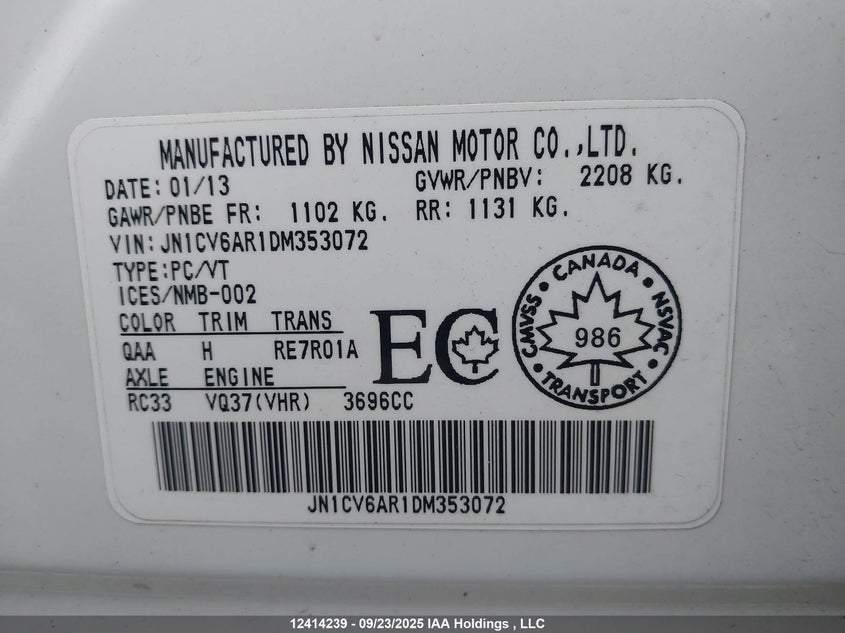 MANUFACTURED BY NISSAN MOTOR CO.,LTD.
DATE: 01/13 GVWR/PNBV: 2208 KG.
GAWR/PNBE FR: 1102 KG. RR: 1131 KG.
VIN: JN1CV6AR1DM353072
TYPE:PC/VT
ICES/NMB-002
COLOR TRIM TRANS
QAA H RE7R01A
AXLE ENGINE
RC33 VQ37(VHR) 3696CC
EC
CANADA
CMVSS
NSVAC
986
TRANSPORT
JN1CV6AR1DM353072
12414239 - 09/23/2025 IAA Holdings , LLC